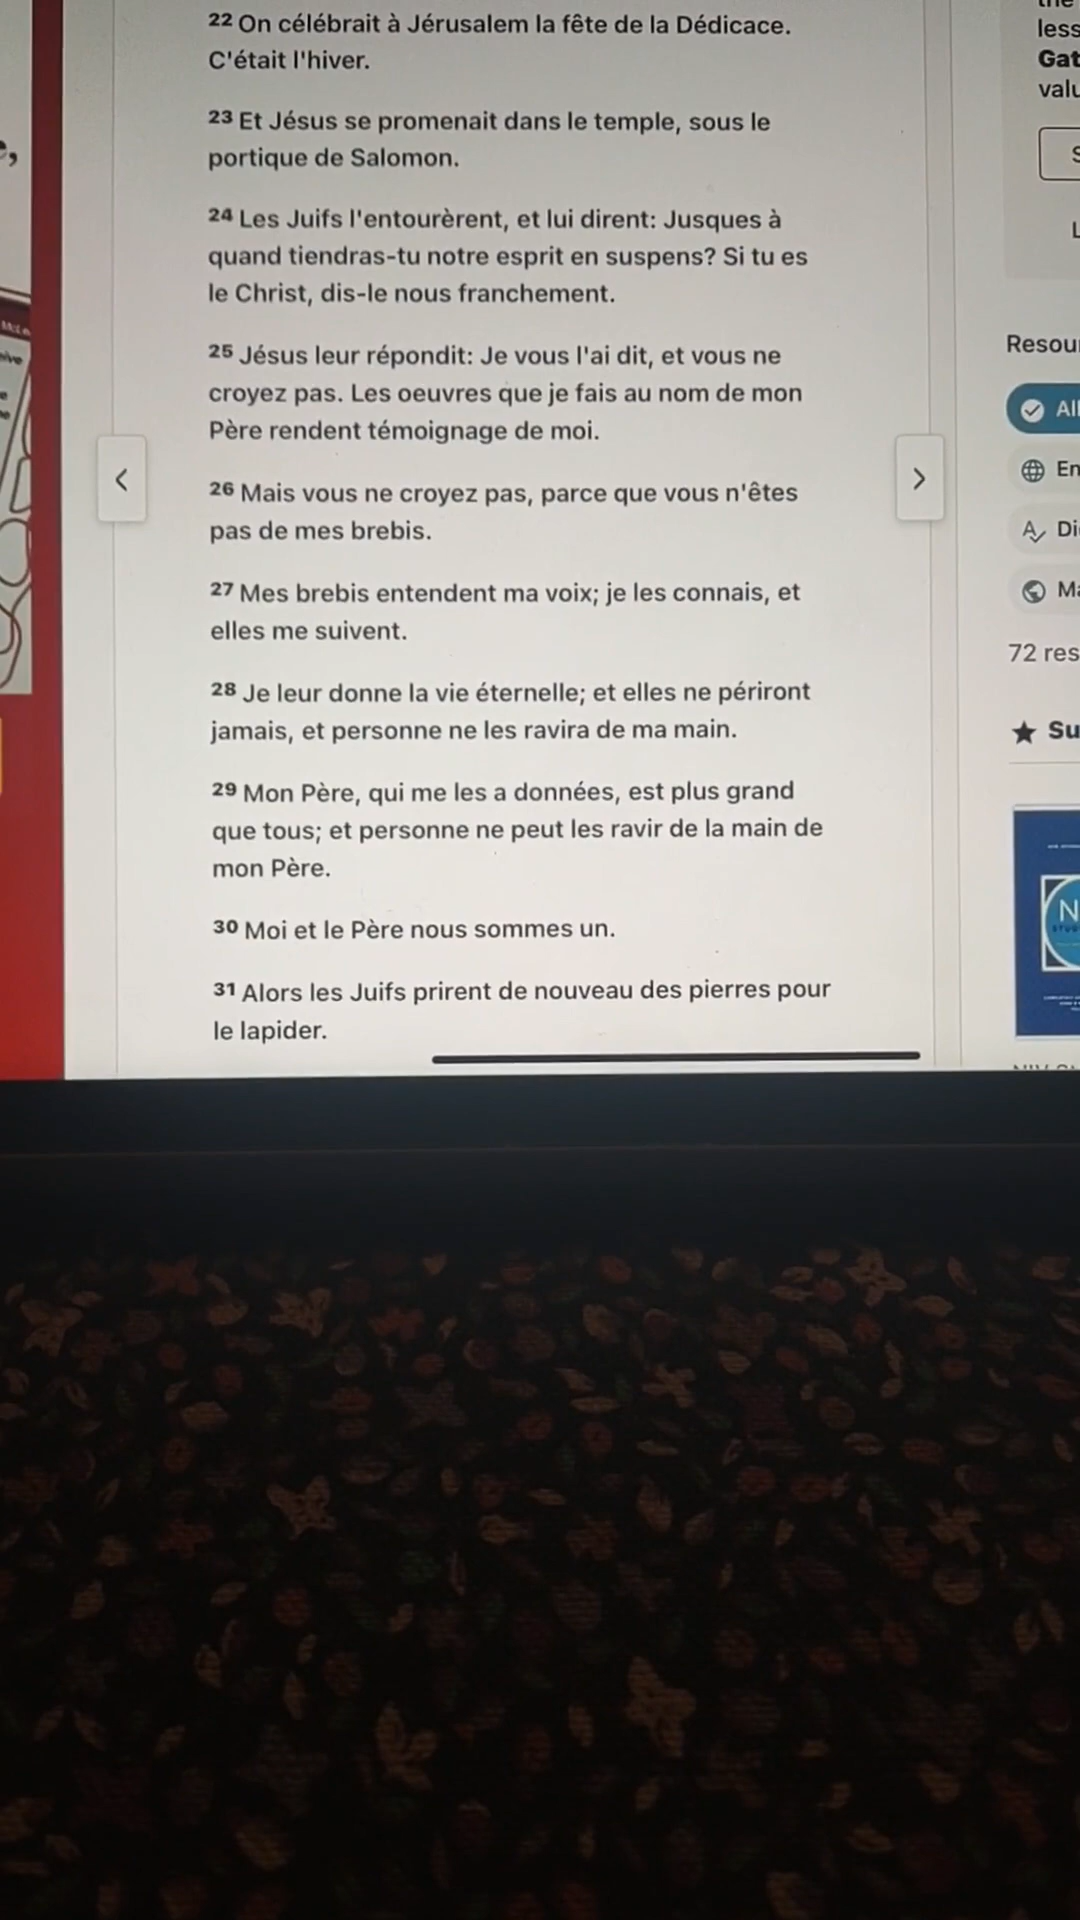 22 On célébrait à Jérusalem la fête de la Dédicace.
C'était l'hiver.
23 Et Jésus se promenait dans le temple, sous le
portique de Salomon.
24 Les Juifs l'entourèrent, et lui dirent: Jusques à
quand tiendras-tu notre esprit en suspens? Si tu es
le Christ, dis-le nous franchement.
25 Jésus leur répondit: Je vous l'ai dit, et vous ne
croyez pas. Les oeuvres que je fais au nom de mon
Père rendent témoignage de moi.
26 Mais vous ne croyez pas, parce que vous n'êtes
pas de mes brebis.
27 Mes brebis entendent ma voix; je les connais, et
elles me suivent.
28 Je leur donne la vie éternelle; et elles ne périront
jamais, et personne ne les ravira de ma main.
29 Mon Père, qui me les a données, est plus grand
que tous; et personne ne peut les ravir de la main de
mon Père.
30 Moi et le Père nous sommes un.
31 Alors les Juifs prirent de nouveau des pierres pour
le lapider.
less
Gat
valu
Resou
All
En
Di
Ma
72 res
Su
N